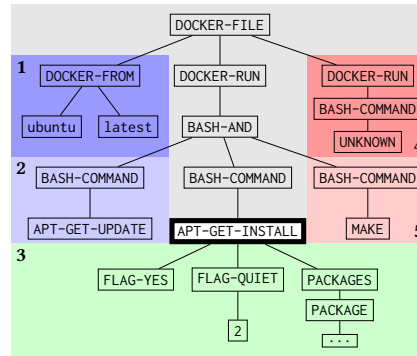 DOCKER-FILE
1
DOCKER-FROM DOCKER-RUN DOCKER-RUN
BASH-COMMAND
ubuntu latest BASH-AND
UNKNOWN
2
BASH-COMMAND BASH-COMMAND BASH-COMMAND
APT-GET-UPDATE APT-GET-INSTALL MAKE
3
FLAG-YES FLAG-QUIET PACKAGES
PACKAGE
2
...